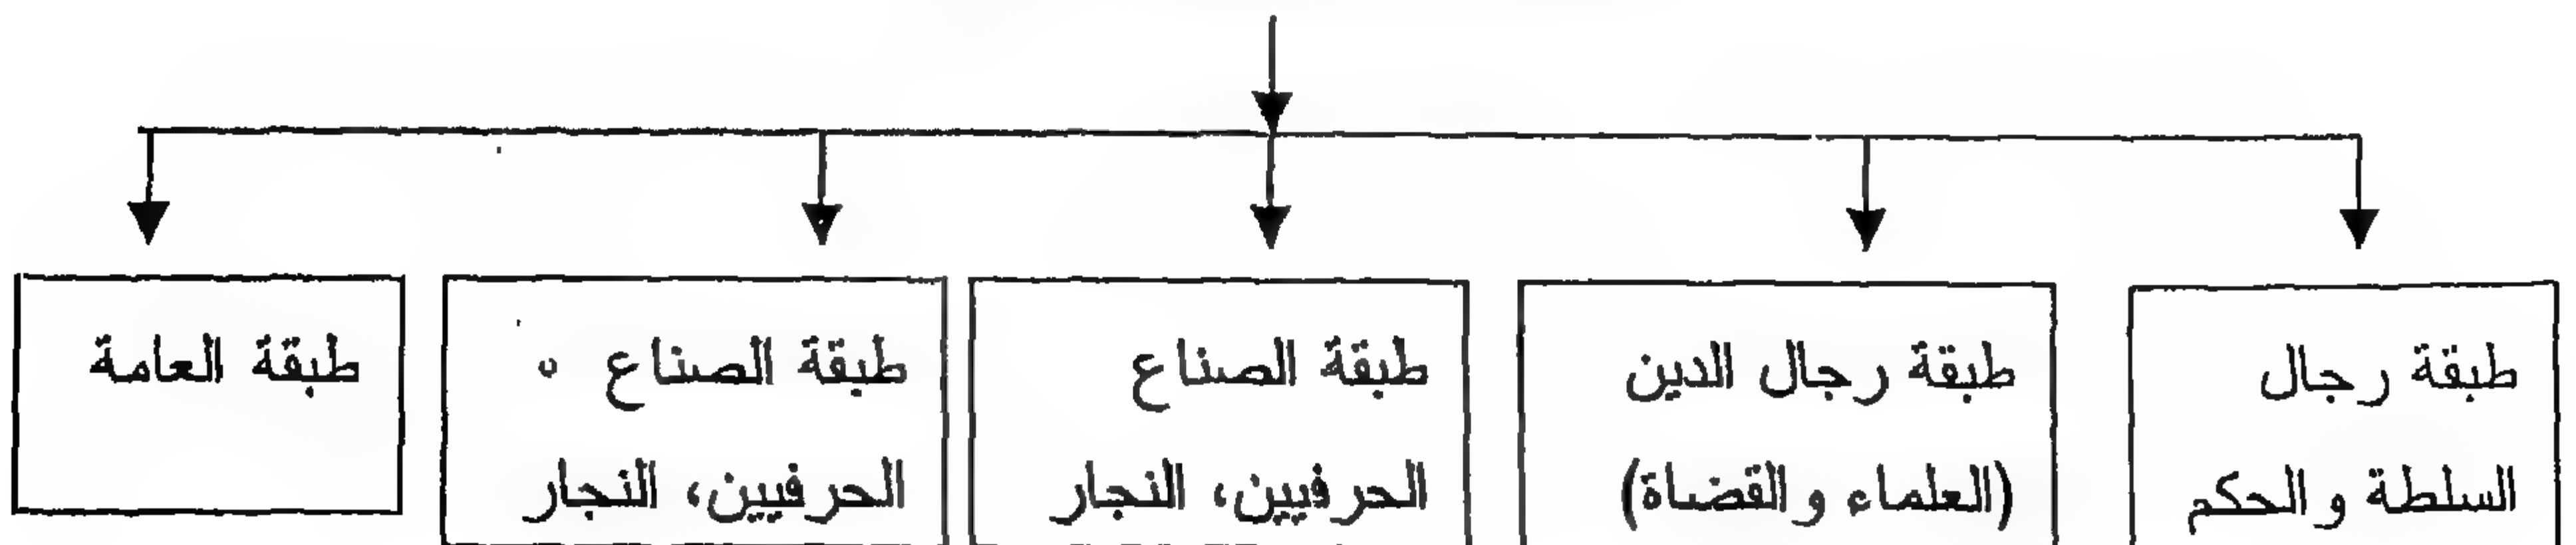 طبقة رجال
السلطة والحكم
طبقة رجال الدين
(العلماء والقضاة)
طبقة الصناع
الحرفيين، النجار
طبقة الصناع
الحرفيين، النجار
طبقة العامة